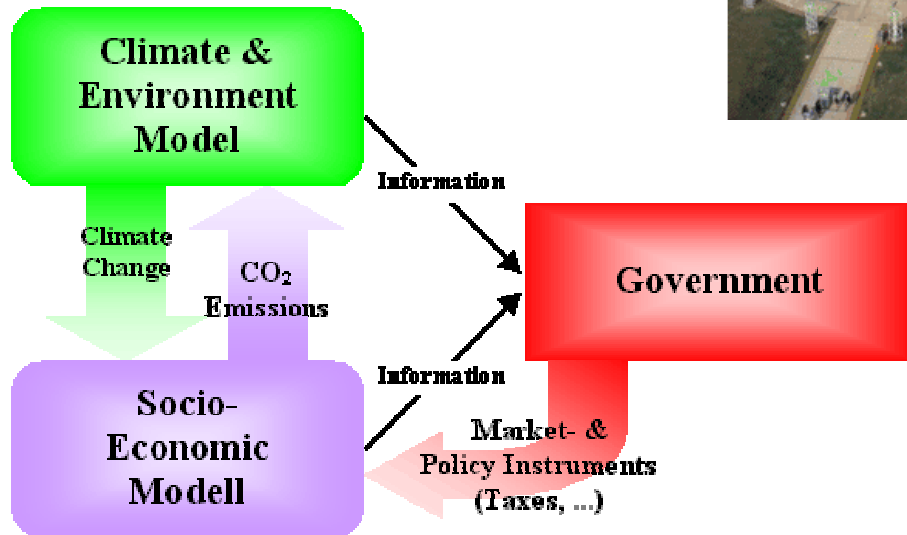 Climate &
Environment
Model
Information
Climate
Change
CO₂
Emissions
Government
Information
Socio-
Economic
Modell
Market- &
Policy Instruments
(Taxes, ...)